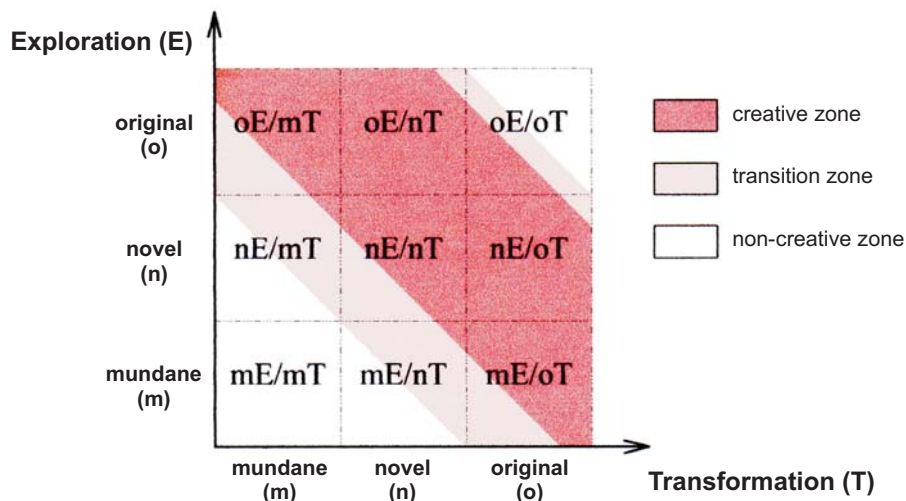 Exploration (E)
original
(o)
oE/mT oE/nT oE/oT
novel
(n)
nE/mT nE/nT nE/oT
mundane
(m)
mE/mT mE/nT mE/oT
mundane
(m)
novel
(n)
original
(o)
Transformation (T)
creative zone
transition zone
non-creative zone